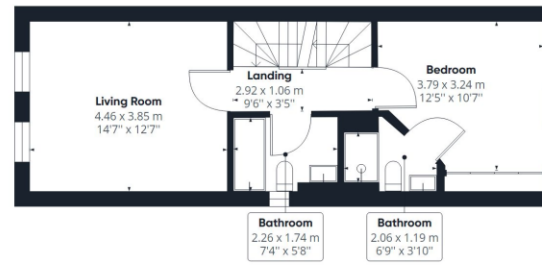 Living Room
4.46 x 3.85 m
14'7" x 12'7"
Landing
2.92 x 1.06 m
9'6" x 3'5"
Bedroom
3.79 x 3.24 m
12'5" x 10'7"
Bathroom
2.26 x 1.74 m
7'4" x 5'8"
Bathroom
2.06 x 1.19 m
6'9" x 3'10"